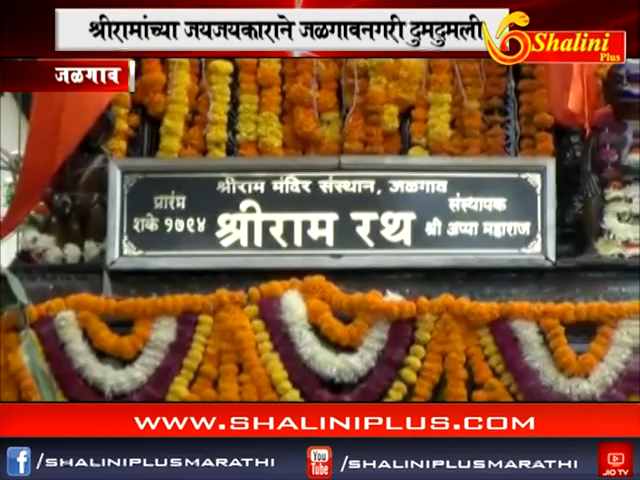 श्रीरामांच्या जयजयकाराने जळगावनगरी दुमदुमली
Shalini
Plus
जळगाव
श्रीराम मंदिर संस्थान, जळगाव
प्रारंभ
शके १७९४
श्रीराम रथ
संस्थापक
श्री अप्पा महाराज
WWW.SHALINIPLUS.COM
/SHALINIPLUSMARATHI
You Tube
/SHALINIPLUSMARATHI
JIO TV